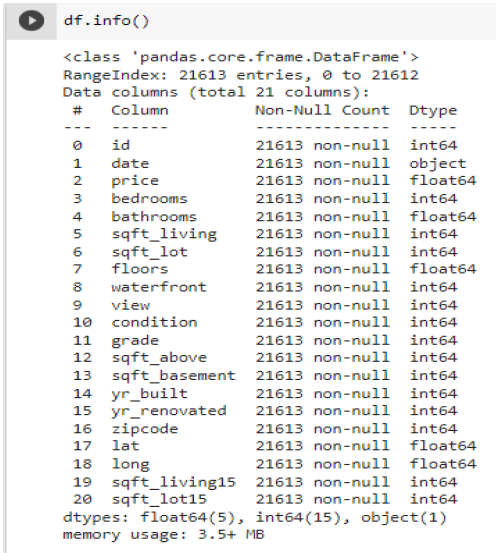 df.info()
<class 'pandas.core.frame.DataFrame'>
RangeIndex: 21613 entries, 0 to 21612
Data columns (total 21 columns):
 #   Column         Non-Null Count  Dtype
---  ------         --------------  -----
 0   id             21613 non-null  int64
 1   date           21613 non-null  object
 2   price          21613 non-null  float64
 3   bedrooms       21613 non-null  int64
 4   bathrooms      21613 non-null  float64
 5   sqft_living    21613 non-null  int64
 6   sqft_lot       21613 non-null  int64
 7   floors         21613 non-null  float64
 8   waterfront     21613 non-null  int64
 9   view           21613 non-null  int64
 10  condition      21613 non-null  int64
 11  grade          21613 non-null  int64
 12  sqft_above     21613 non-null  int64
 13  sqft_basement  21613 non-null  int64
 14  yr_built       21613 non-null  int64
 15  yr_renovated   21613 non-null  int64
 16  zipcode        21613 non-null  int64
 17  lat            21613 non-null  float64
 18  long           21613 non-null  float64
 19  sqft_living15  21613 non-null  int64
 20  sqft_lot15     21613 non-null  int64
dtypes: float64(5), int64(15), object(1)
memory usage: 3.5+ MB